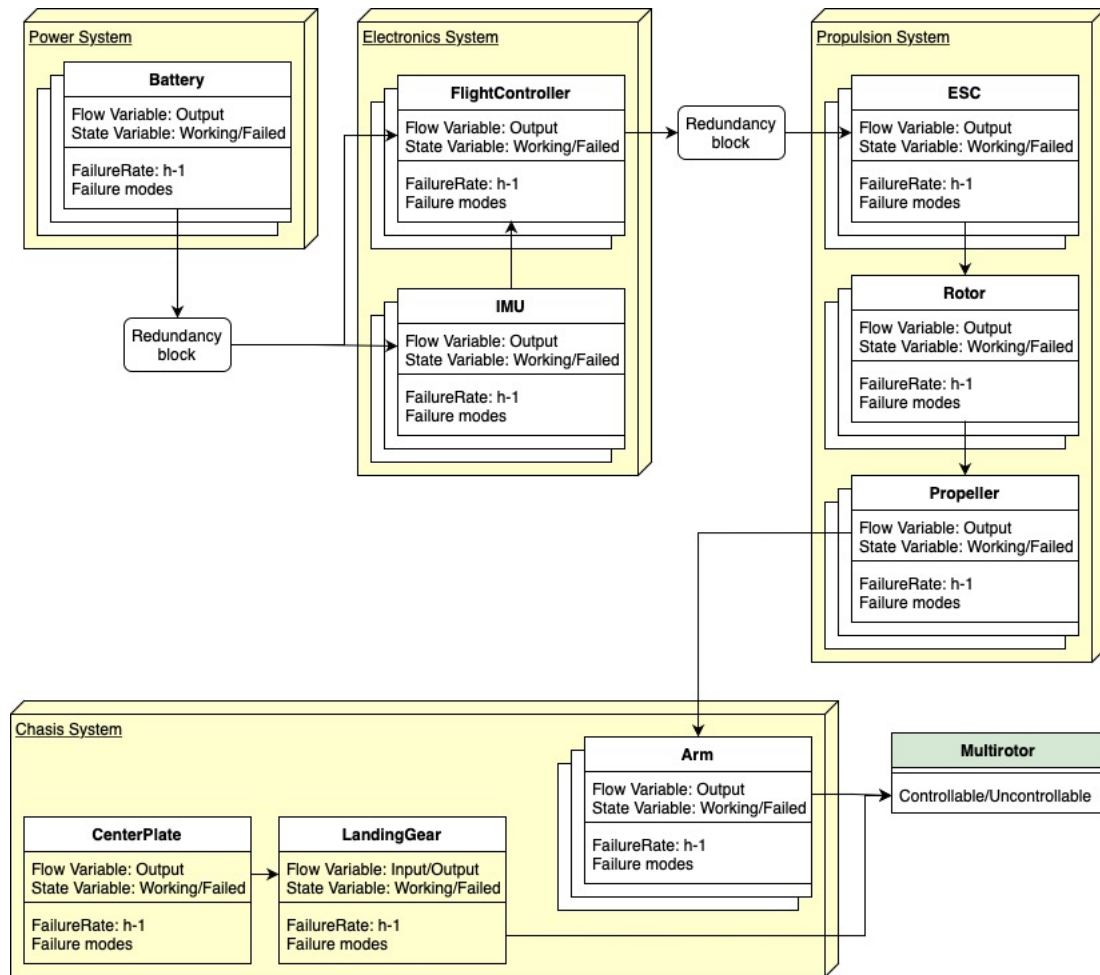 Power System
Battery
Flow Variable: Output
State Variable: Working/Failed
FailureRate: h-1
Failure modes
Redundancy
block
Electronics System
FlightController
Flow Variable: Output
State Variable: Working/Failed
FailureRate: h-1
Failure modes
IMU
Flow Variable: Output
State Variable: Working/Failed
FailureRate: h-1
Failure modes
Redundancy
block
Propulsion System
ESC
Flow Variable: Output
State Variable: Working/Failed
FailureRate: h-1
Failure modes
Rotor
Flow Variable: Output
State Variable: Working/Failed
FailureRate: h-1
Failure modes
Propeller
Flow Variable: Output
State Variable: Working/Failed
FailureRate: h-1
Failure modes
Chasis System
CenterPlate
Flow Variable: Output
State Variable: Working/Failed
FailureRate: h-1
Failure modes
LandingGear
Flow Variable: Input/Output
State Variable: Working/Failed
FailureRate: h-1
Failure modes
Arm
Flow Variable: Output
State Variable: Working/Failed
FailureRate: h-1
Failure modes
Multirotor
Controllable/Uncontrollable